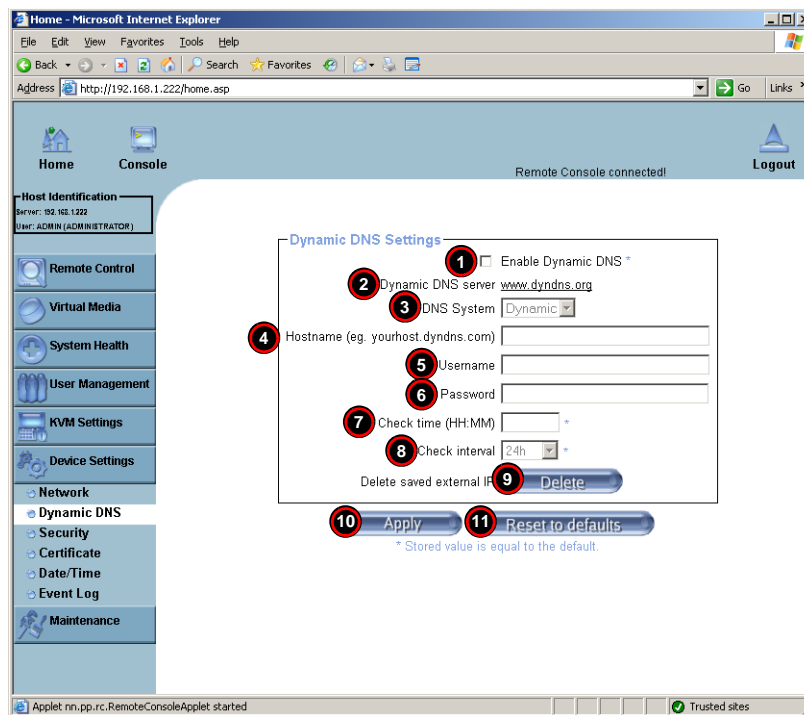 Home - Microsoft Internet Explorer
File Edit View Favorites Tools Help
Back Search Favorites
Address http://192.168.1.222/home.asp Go Links »
Home Console Remote Console connected! Logout
Host Identification
Server: 192.168.1.222
User: ADMIN (ADMINISTRATOR)
Remote Control
Virtual Media
System Health
User Management
KVM Settings
Device Settings
Network
Dynamic DNS
Security
Certificate
Date/Time
Event Log
Maintenance
Dynamic DNS Settings
1 Enable Dynamic DNS *
2 Dynamic DNS server www.dyndns.org
3 DNS System Dynamic
4 Hostname (eg. yourhost.dyndns.com)
5 Username
6 Password
7 Check time (HH:MM) *
8 Check interval 24h *
Delete saved external IP 9 Delete
10 Apply 11 Reset to defaults
* Stored value is equal to the default.
Applet nn.pp.rc.RemoteConsoleApplet started Trusted sites